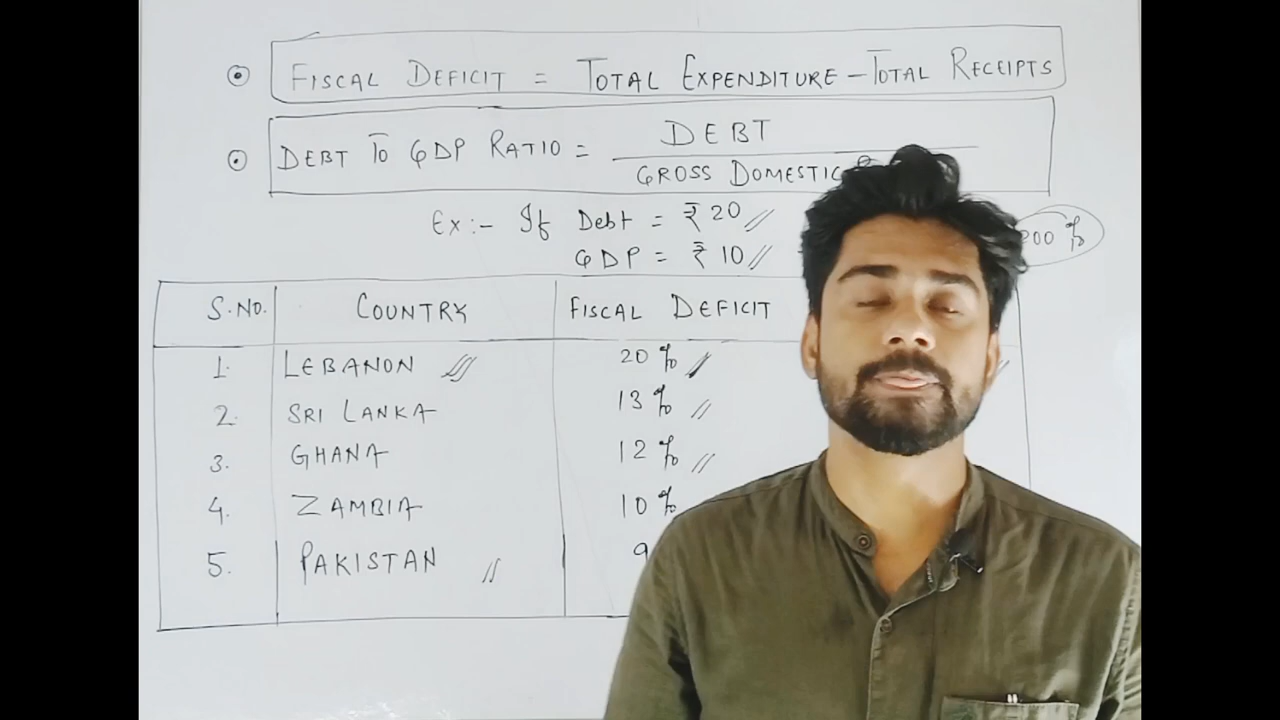 FISCAL DEFICIT = TOTAL EXPENDITURE - TOTAL RECEIPTS
DEBT TO GDP RATIO = DEBT
GROSS DOMESTIC
Ex:- If Debt = ₹20
GDP = ₹10
200 %
S.NO. COUNTRY FISCAL DEFICIT
1. LEBANON 20 %
2. SRI LANKA 13 %
3. GHANA 12 %
4. ZAMBIA 10 %
5. PAKISTAN 9